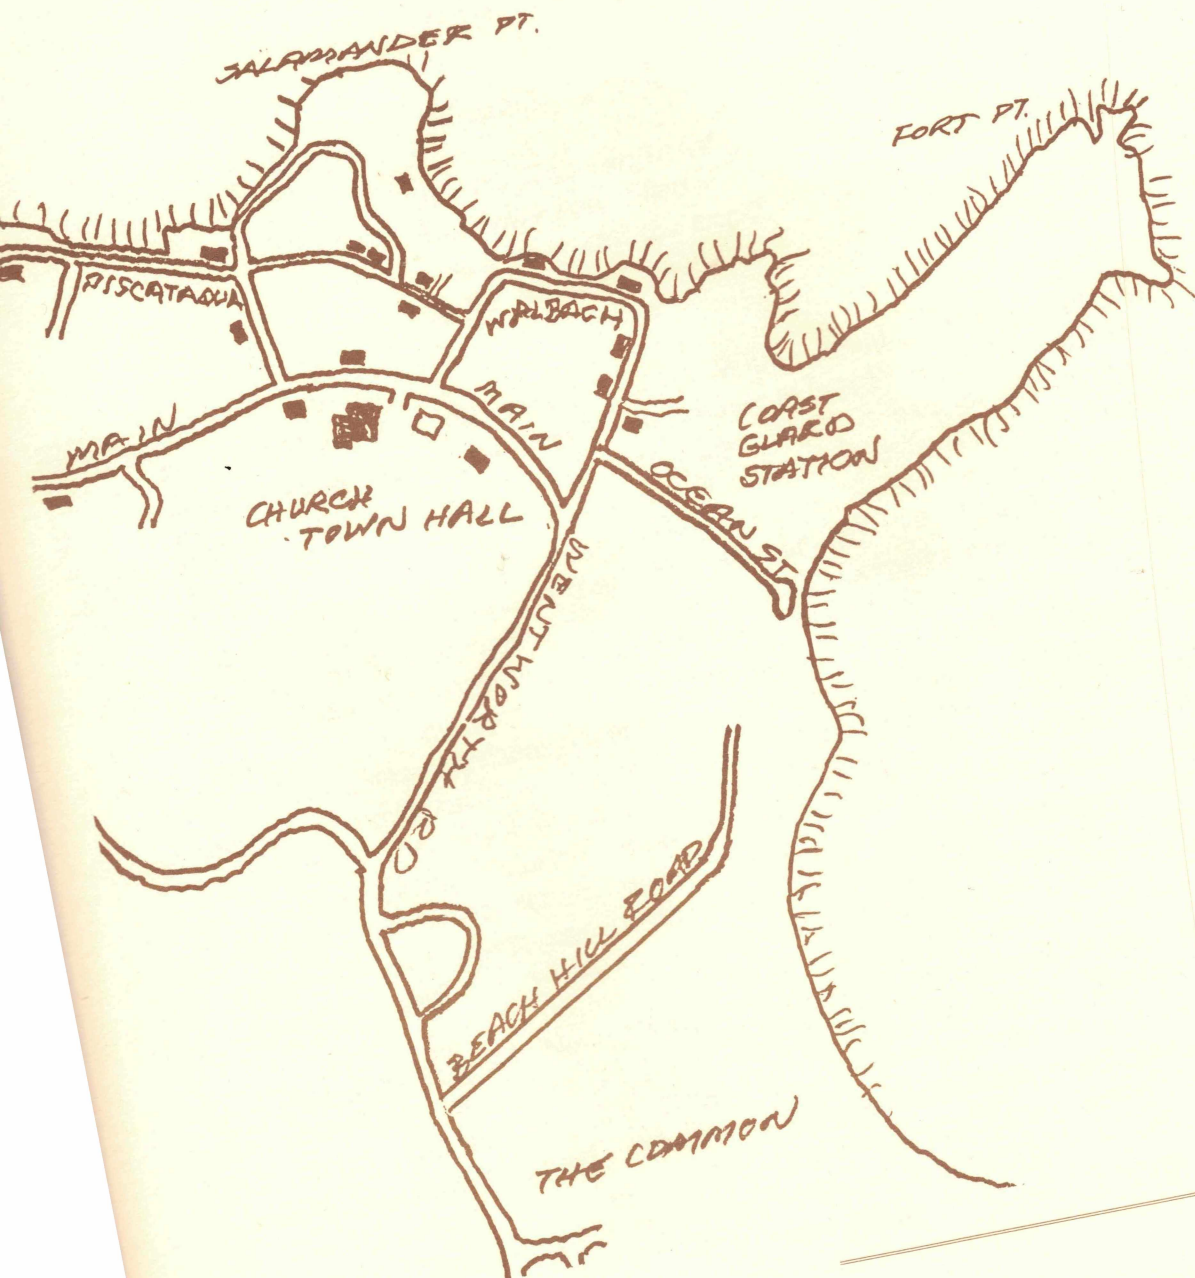 SALAMANDER PT.
FORT PT.
PISCATAQUA
WALBACH
MAIN
MAIN
COAST
GUARD
STATION
OCEAN ST.
CHURCH
TOWN HALL
WENTWORTH RD
BEACH HILL ROAD
THE COMMON